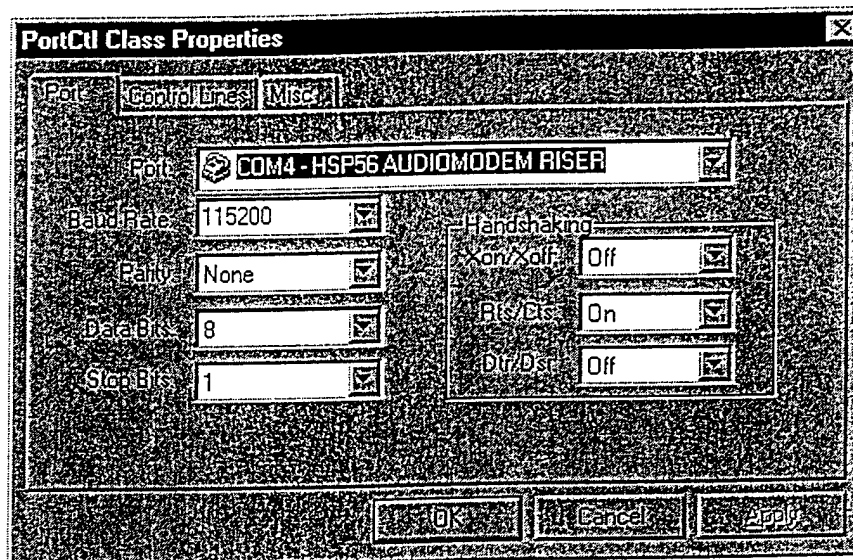 PortCtl Class Properties
Port
Control Lines
Misc
Port:
COM4 - HSP56 AUDIOMODEM RISER
Baud Rate:
115200
Parity:
None
Data Bits:
8
Stop Bits:
1
Handshaking
Xon/Xoff:
Off
Rts/Cts:
On
Dtr/Dsr:
Off
OK
Cancel
Apply